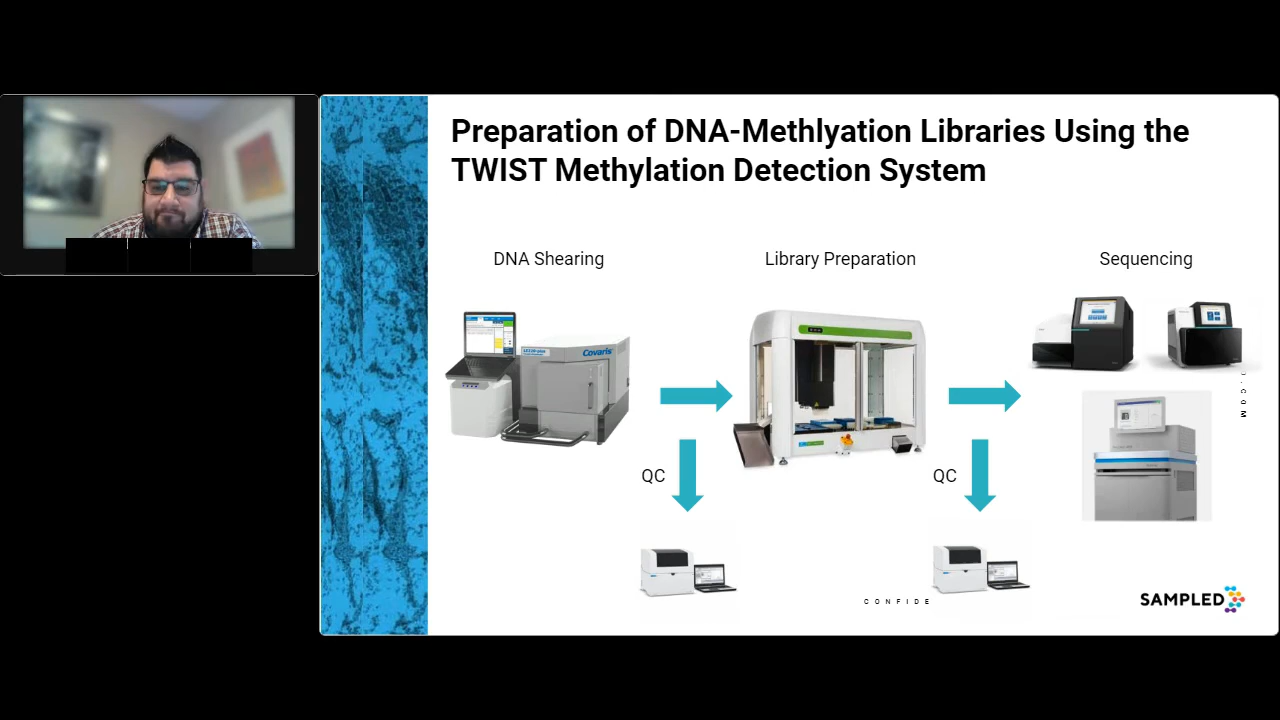 Preparation of DNA-Methlyation Libraries Using the
TWIST Methylation Detection System
DNA Shearing
Library Preparation
Sequencing
Covaris
QC
QC
CONFIDE
SAMPLED